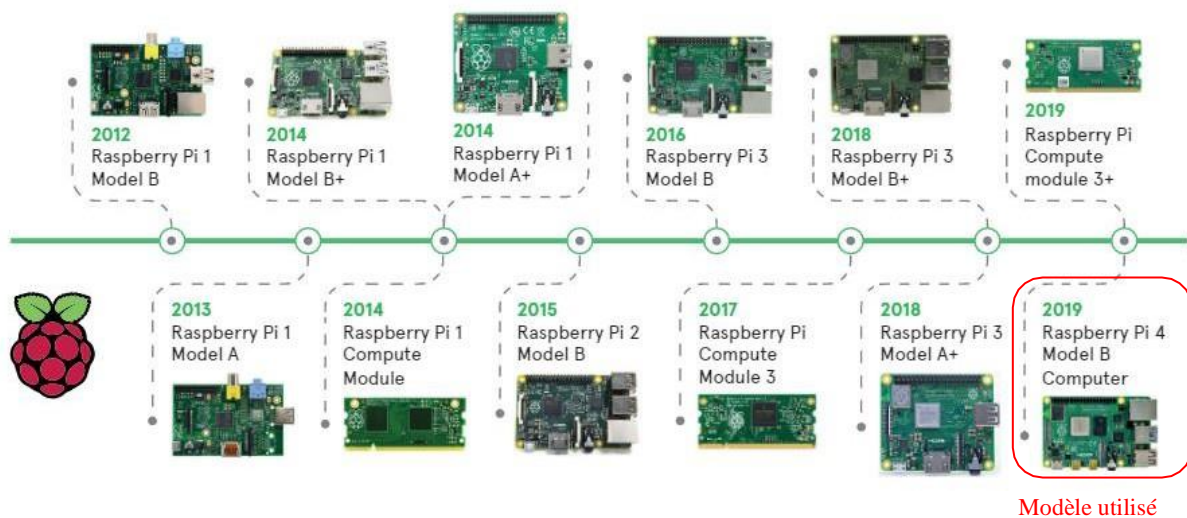 2012
Raspberry Pi 1
Model B
2014
Raspberry Pi 1
Model B+
2014
Raspberry Pi 1
Model A+
2016
Raspberry Pi 3
Model B
2018
Raspberry Pi 3
Model B+
2019
Raspberry Pi
Compute
module 3+
2013
Raspberry Pi 1
Model A
2014
Raspberry Pi 1
Compute
Module
2015
Raspberry Pi 2
Model B
2017
Raspberry Pi
Compute
Module 3
2018
Raspberry Pi 3
Model A+
2019
Raspberry Pi 4
Model B
Computer
Modèle utilisé